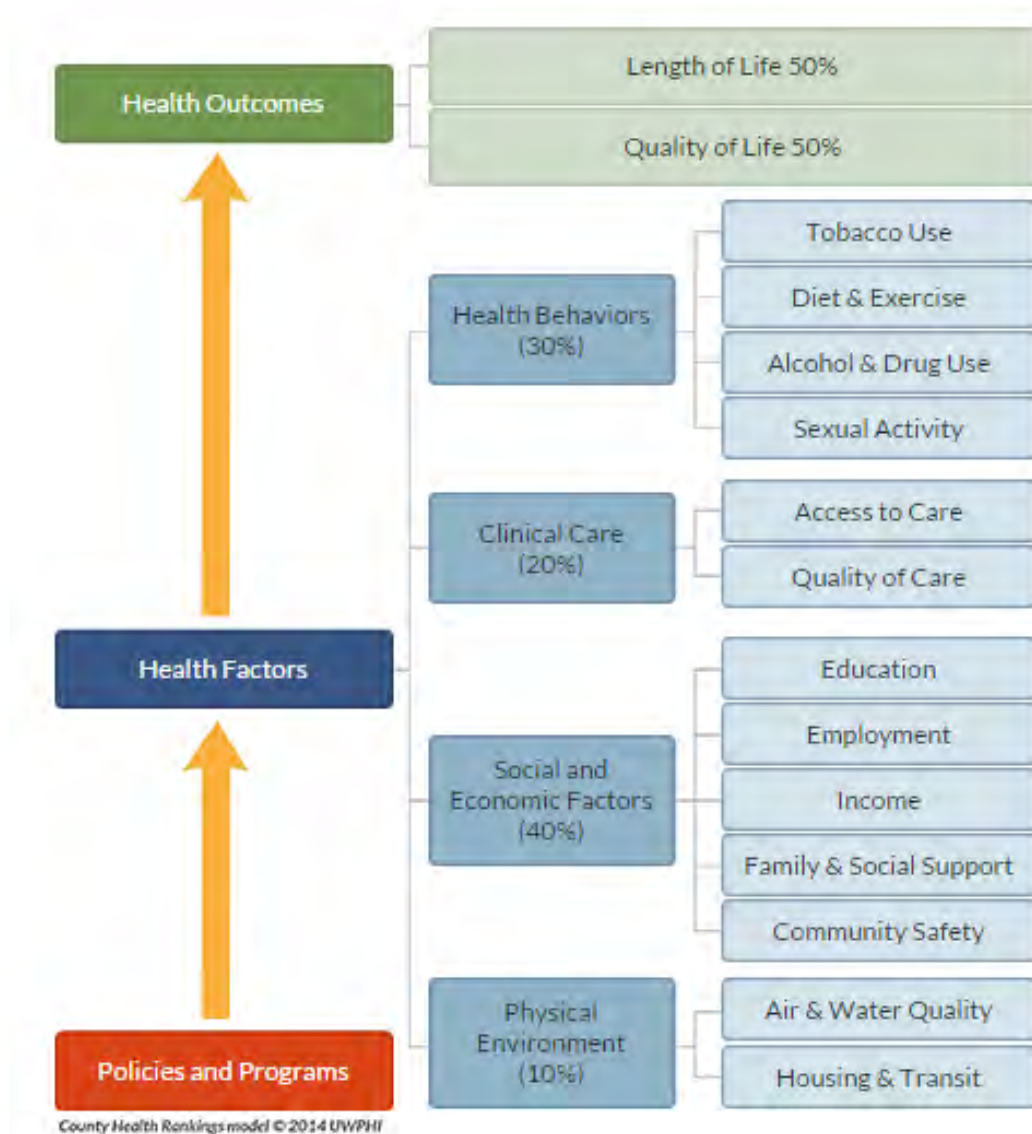 Health Outcomes
Length of Life 50%
Quality of Life 50%
Health Behaviors
(30%)
Tobacco Use
Diet & Exercise
Alcohol & Drug Use
Sexual Activity
Clinical Care
(20%)
Access to Care
Quality of Care
Health Factors
Social and
Economic Factors
(40%)
Education
Employment
Income
Family & Social Support
Community Safety
Physical
Environment
(10%)
Air & Water Quality
Housing & Transit
Policies and Programs
County Health Rankings model © 2014 UWPHI